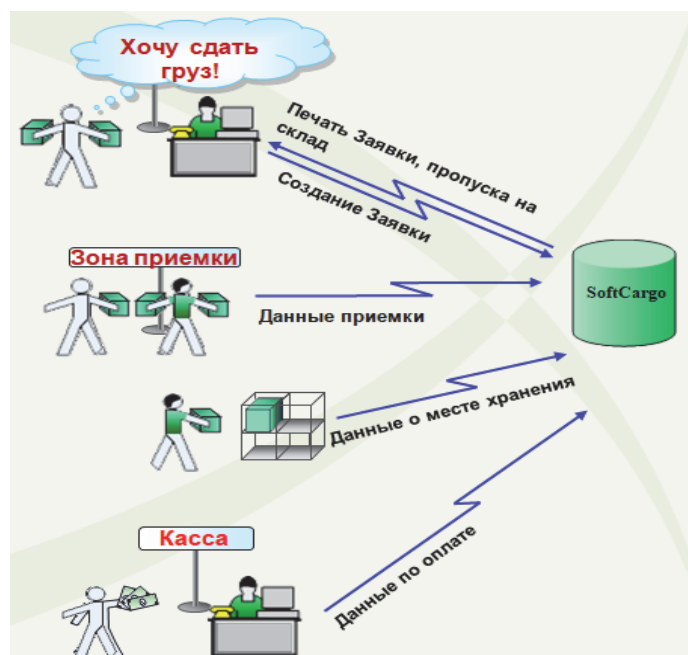 Хочу сдать
груз!
Печать Заявки, пропуска на
склад
Создание Заявки
Зона приемки
SoftCargo
Данные приемки
Данные о месте хранения
Касса
Данные по оплате